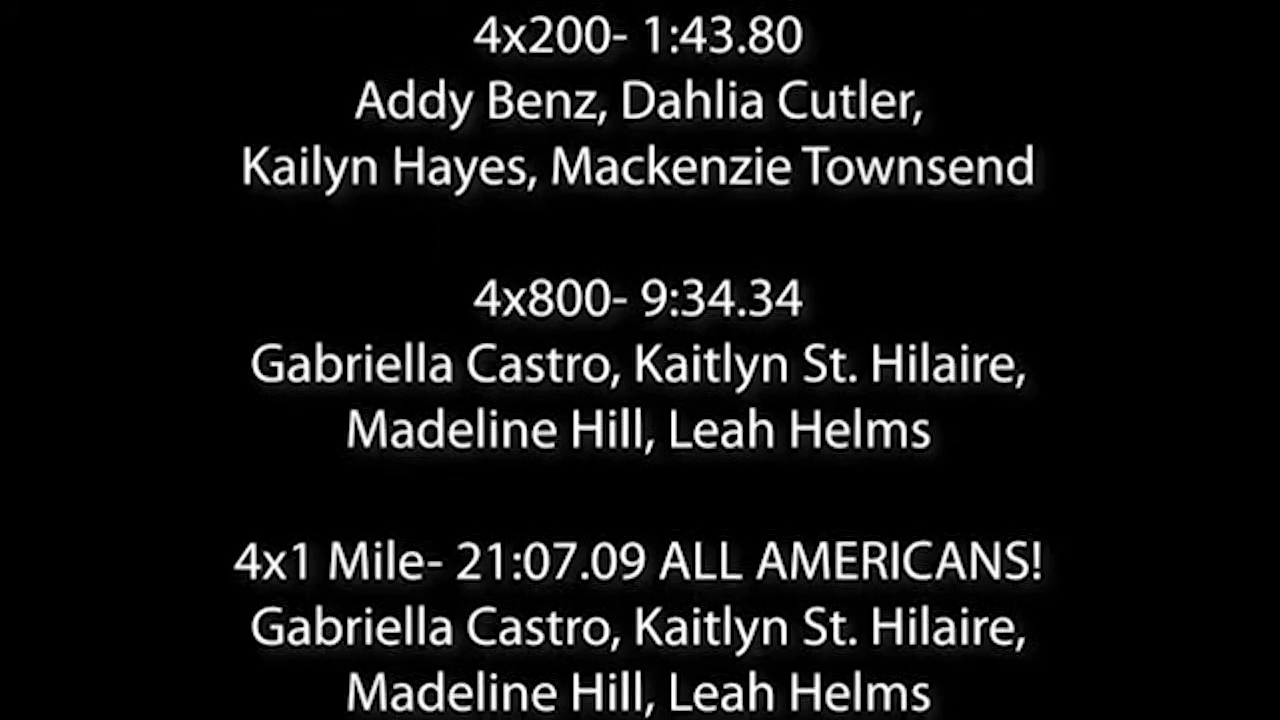 4x200- 1:43.80
Addy Benz, Dahlia Cutler,
Kailyn Hayes, Mackenzie Townsend
4x800- 9:34.34
Gabriella Castro, Kaitlyn St. Hilaire,
Madeline Hill, Leah Helms
4x1 Mile- 21:07.09 ALL AMERICANS!
Gabriella Castro, Kaitlyn St. Hilaire,
Madeline Hill, Leah Helms